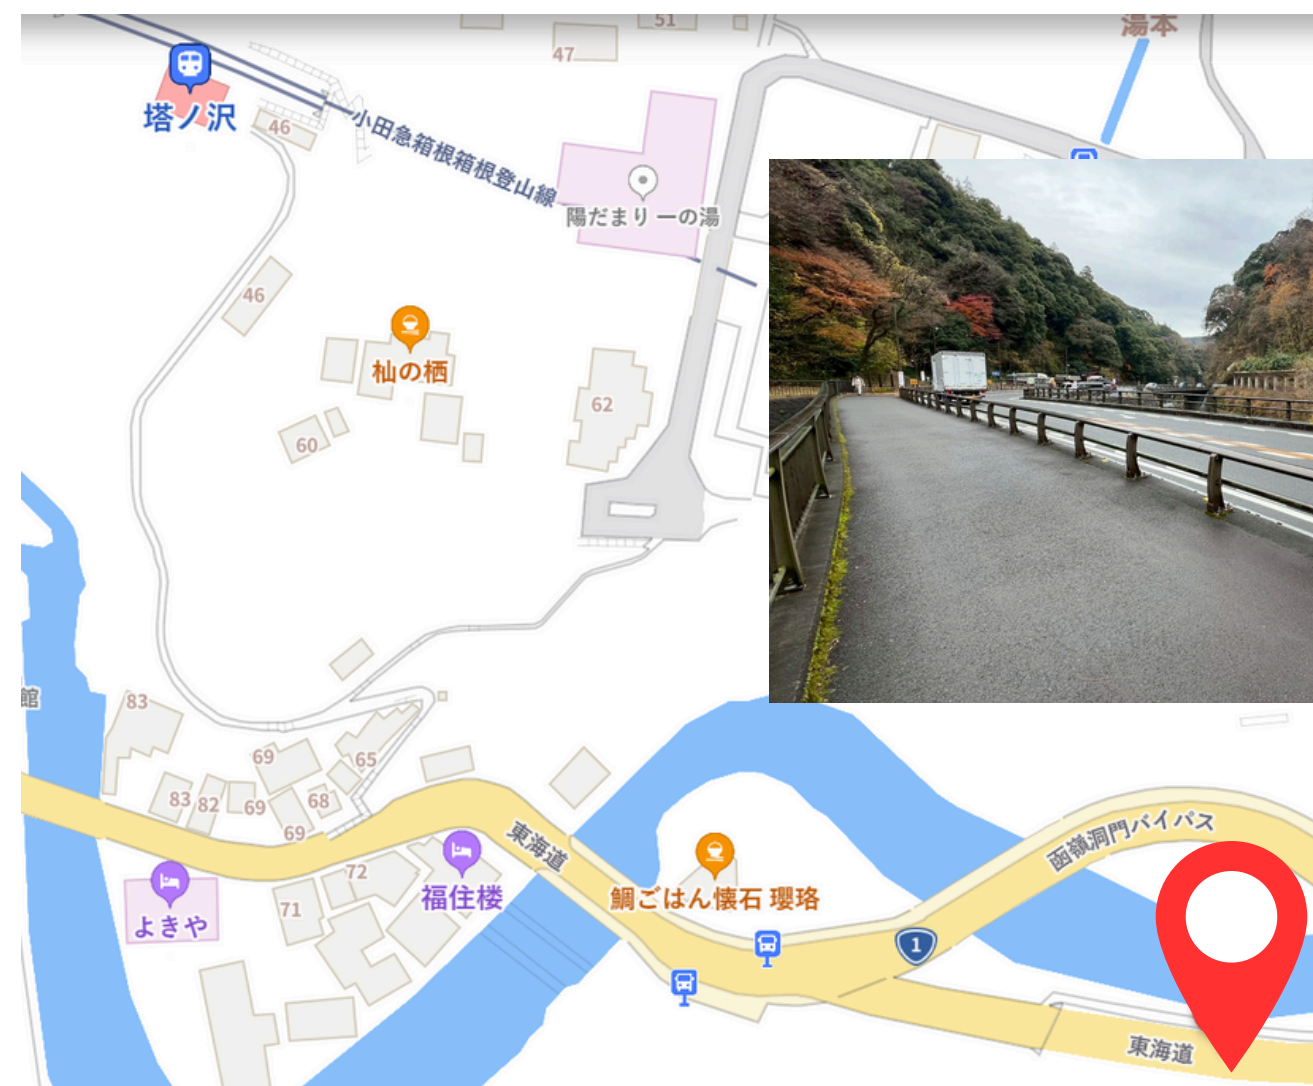 51
湯本
47
塔ノ沢
46
小田急箱根箱根登山線
陽だまり 一の湯
46
杣の栖
62
60
館
83
69
65
83
82
69
68
69
東海道
函嶺洞門バイパス
72
福住楼
鯛ごはん懐石 瓔珞
71
よきや
1
東海道